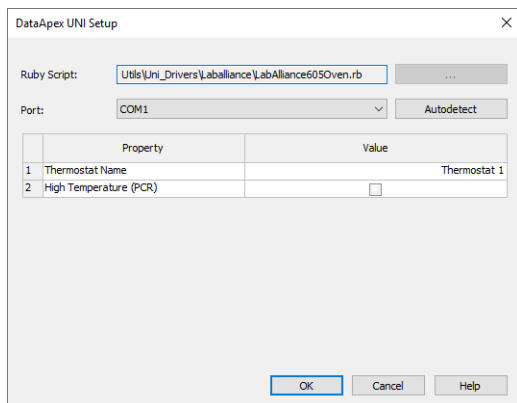 DataApex UNI Setup
Ruby Script: Utils\Uni_Drivers\Laballiance\LabAlliance605Oven.rb ...
Port: COM1 Autodetect
Property Value
1 Thermostat Name Thermostat 1
2 High Temperature (PCR)
OK Cancel Help